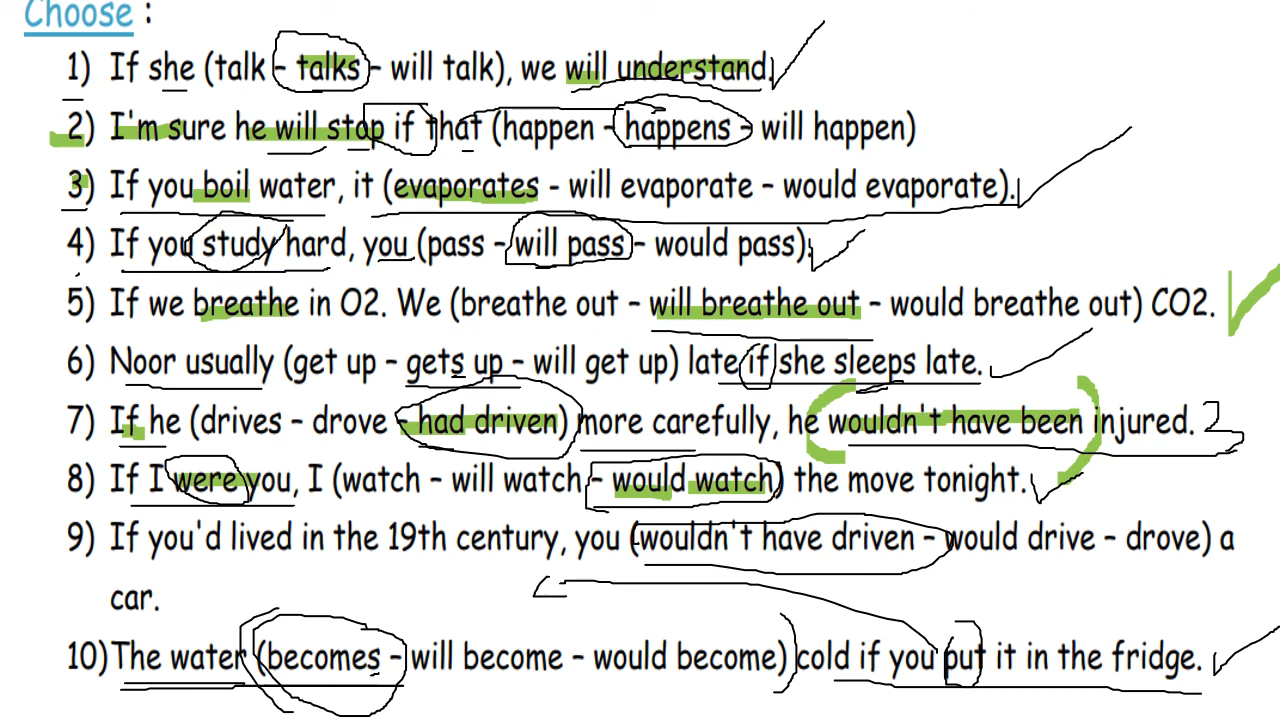 Choose :
1) If she (talk – talks – will talk), we will understand.
2) I'm sure he will stop if that (happen – happens – will happen)
3) If you boil water, it (evaporates - will evaporate – would evaporate).
4) If you study hard, you (pass – will pass – would pass).
5) If we breathe in O2. We (breathe out – will breathe out – would breathe out) CO2.
6) Noor usually (get up – gets up – will get up) late if she sleeps late.
7) If he (drives – drove – had driven) more carefully, he wouldn't have been injured.
8) If I were you, I (watch – will watch – would watch) the move tonight.
9) If you'd lived in the 19th century, you (wouldn't have driven – would drive – drove) a
car.
10) The water (becomes – will become – would become) cold if you put it in the fridge.